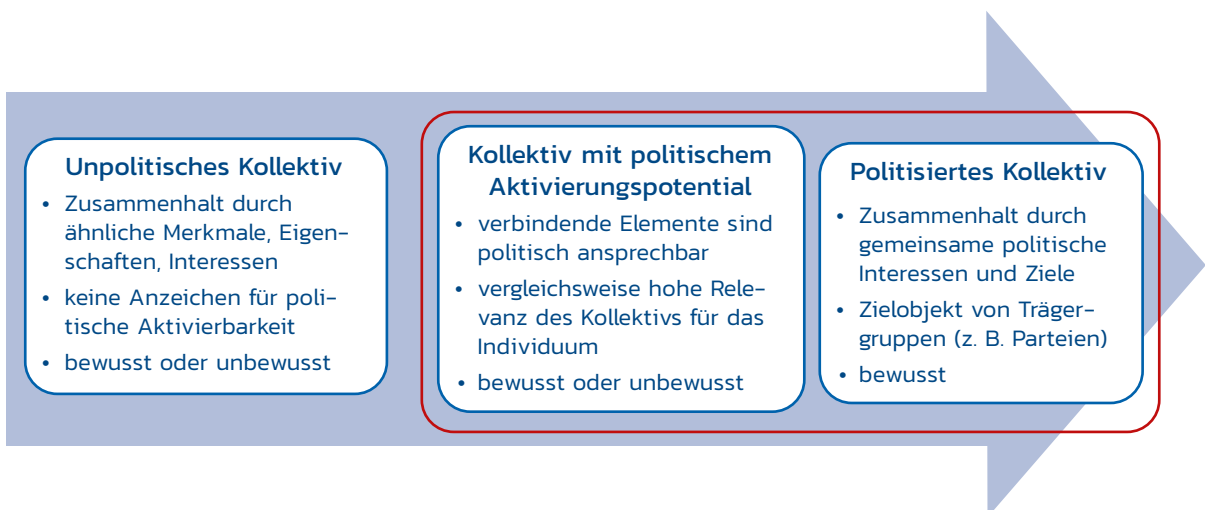 Unpolitisches Kollektiv
• Zusammenhalt durch
ähnliche Merkmale, Eigen-
schaften, Interessen
• keine Anzeichen für poli-
tische Aktivierbarkeit
• bewusst oder unbewusst
Kollektiv mit politischem
Aktivierungspotential
• verbindende Elemente sind
politisch ansprechbar
• vergleichsweise hohe Rele-
vanz des Kollektivs für das
Individuum
• bewusst oder unbewusst
Politisiertes Kollektiv
• Zusammenhalt durch
gemeinsame politische
Interessen und Ziele
• Zielobjekt von Träger-
gruppen (z. B. Parteien)
• bewusst